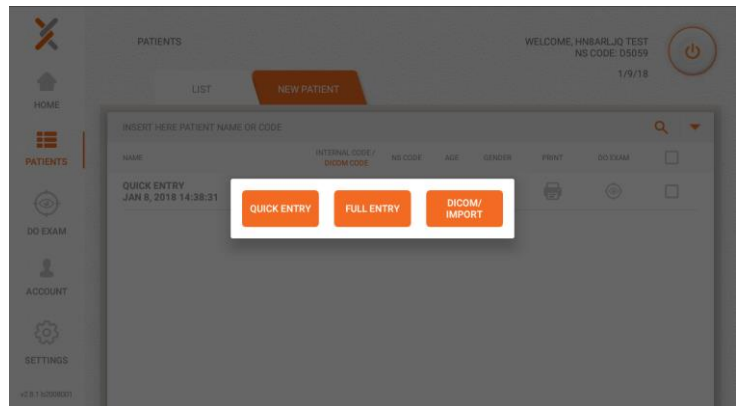 PATIENTS
WELCOME, HN8ARLJQ TEST
NS CODE: D5059
1/9/18
LIST
NEW PATIENT
HOME
INSERT HERE PATIENT NAME OR CODE
PATIENTS
NAME
INTERNAL CODE /
DICOM CODE
NS CODE
AGE
GENDER
PRINT
DO EXAM
QUICK ENTRY
JAN 8, 2018 14:38:31
QUICK ENTRY
FULL ENTRY
DICOM/
IMPORT
DO EXAM
ACCOUNT
SETTINGS